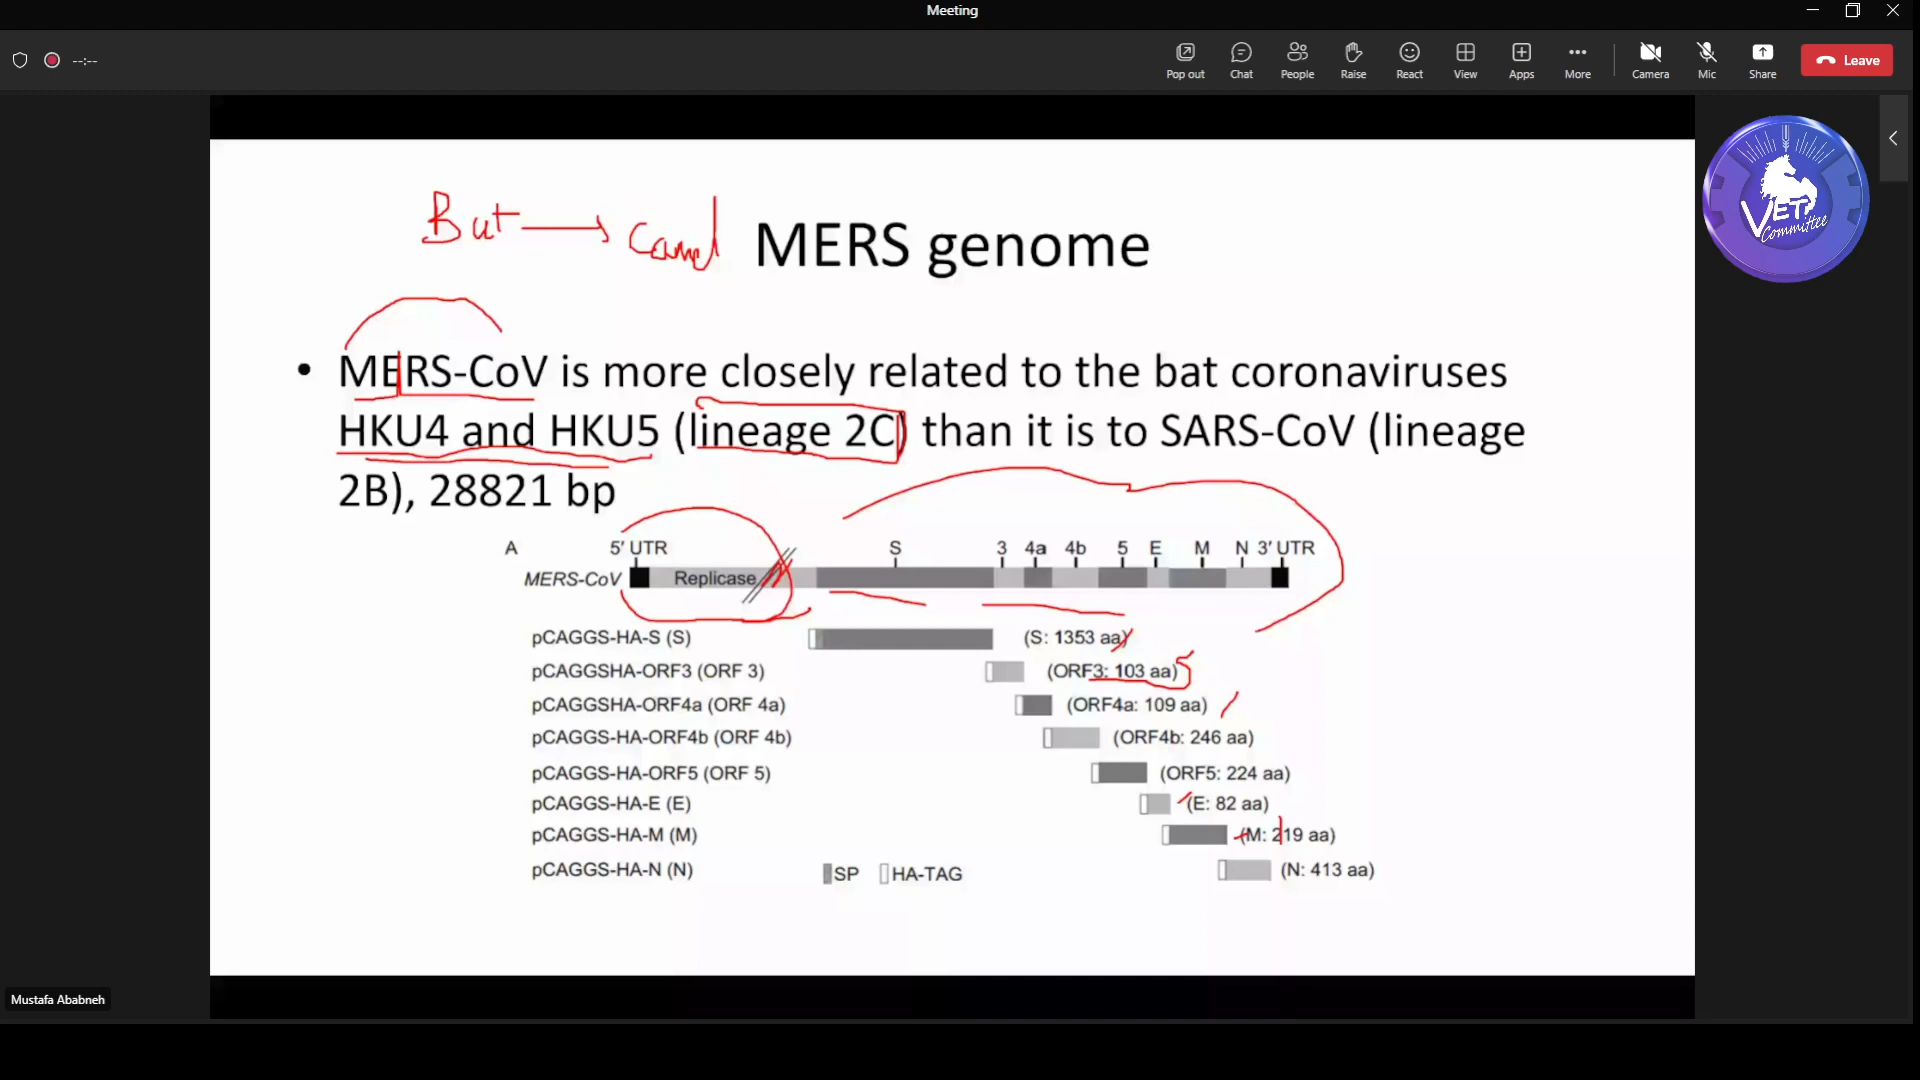 Meeting
--:--
Pop out
Chat
People
Raise
React
View
Apps
More
Camera
Mic
Share
Leave
VET
Committee
But → Camel
MERS genome
• MERS-CoV is more closely related to the bat coronaviruses
HKU4 and HKU5 (lineage 2C) than it is to SARS-CoV (lineage
2B), 28821 bp
A 5' UTR S 3 4a 4b 5 E M N 3' UTR
MERS-CoV Replicase
pCAGGS-HA-S (S) (S: 1353 aa)
pCAGGSHA-ORF3 (ORF 3) (ORF3: 103 aa)
pCAGGSHA-ORF4a (ORF 4a) (ORF4a: 109 aa)
pCAGGS-HA-ORF4b (ORF 4b) (ORF4b: 246 aa)
pCAGGS-HA-ORF5 (ORF 5) (ORF5: 224 aa)
pCAGGS-HA-E (E) (E: 82 aa)
pCAGGS-HA-M (M) (M: 219 aa)
pCAGGS-HA-N (N) SP HA-TAG (N: 413 aa)
Mustafa Ababneh